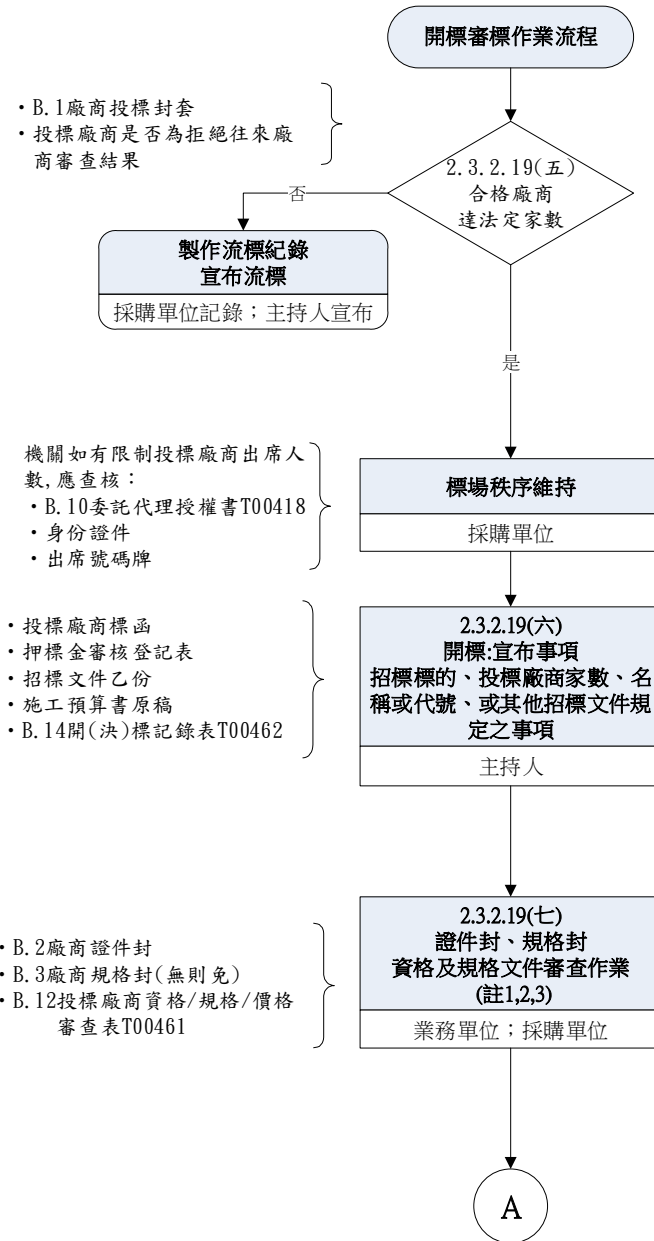 開標審標作業流程
・B.1廠商投標封套
・投標廠商是否為拒絕往來廠
商審查結果
2.3.2.19(五)
合格廠商
達法定家數
否
製作流標紀錄
宣布流標
採購單位記錄；主持人宣布
是
機關如有限制投標廠商出席人
數,應查核：
・B.10委託代理授權書T00418
・身份證件
・出席號碼牌
標場秩序維持
採購單位
・投標廠商標函
・押標金審核登記表
・招標文件乙份
・施工預算書原稿
・B.14開(決)標記錄表T00462
2.3.2.19(六)
開標:宣布事項
招標標的、投標廠商家數、名
稱或代號、或其他招標文件規
定之事項
主持人
・B.2廠商證件封
・B.3廠商規格封(無則免)
・B.12投標廠商資格/規格/價格
審查表T00461
2.3.2.19(七)
證件封、規格封
資格及規格文件審查作業
(註1,2,3)
業務單位；採購單位
A